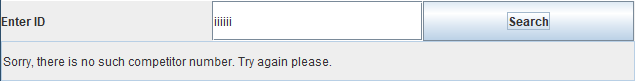 Enter ID iiiiii Search
Sorry, there is no such competitor number. Try again please.